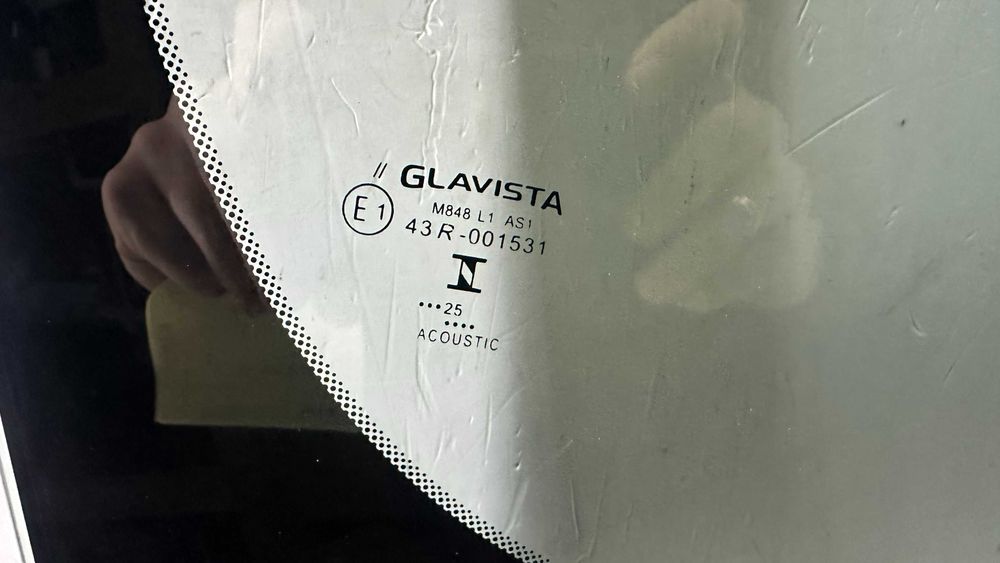 // GLAVISTA
E1
M848 L1 AS1
43R-001531
N
•••25
••••
ACOUSTIC